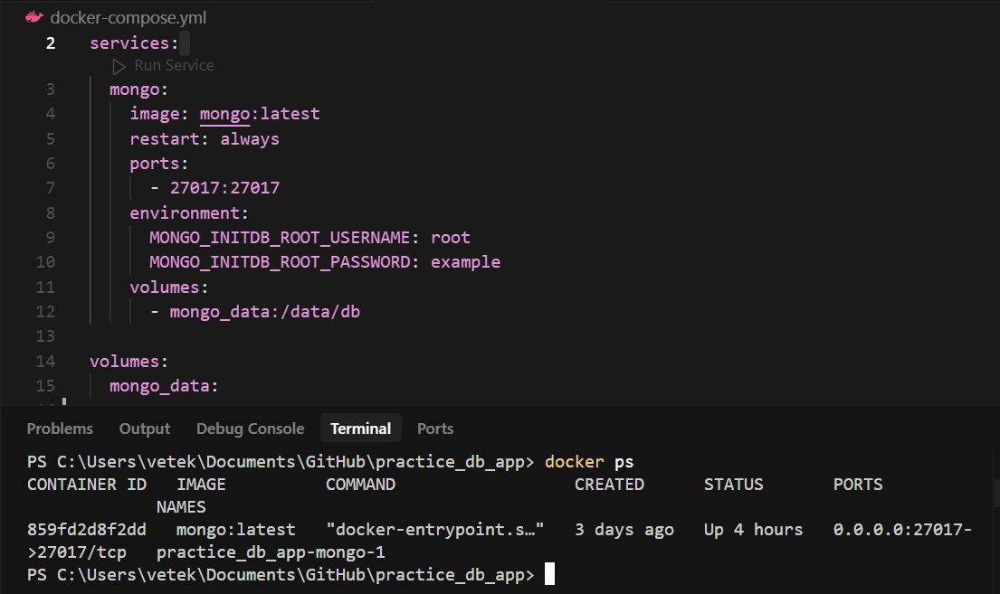 docker-compose.yml
2 services:
Run Service
3 mongo:
4 image: mongo:latest
5 restart: always
6 ports:
7 - 27017:27017
8 environment:
9 MONGO_INITDB_ROOT_USERNAME: root
10 MONGO_INITDB_ROOT_PASSWORD: example
11 volumes:
12 - mongo_data:/data/db
13
14 volumes:
15 mongo_data:
Problems Output Debug Console Terminal Ports
PS C:\Users\vetek\Documents\GitHub\practice_db_app> docker ps
CONTAINER ID IMAGE COMMAND CREATED STATUS PORTS
NAMES
859fd2d8f2dd mongo:latest "docker-entrypoint.s…" 3 days ago Up 4 hours 0.0.0.0:27017-
>27017/tcp practice_db_app-mongo-1
PS C:\Users\vetek\Documents\GitHub\practice_db_app>